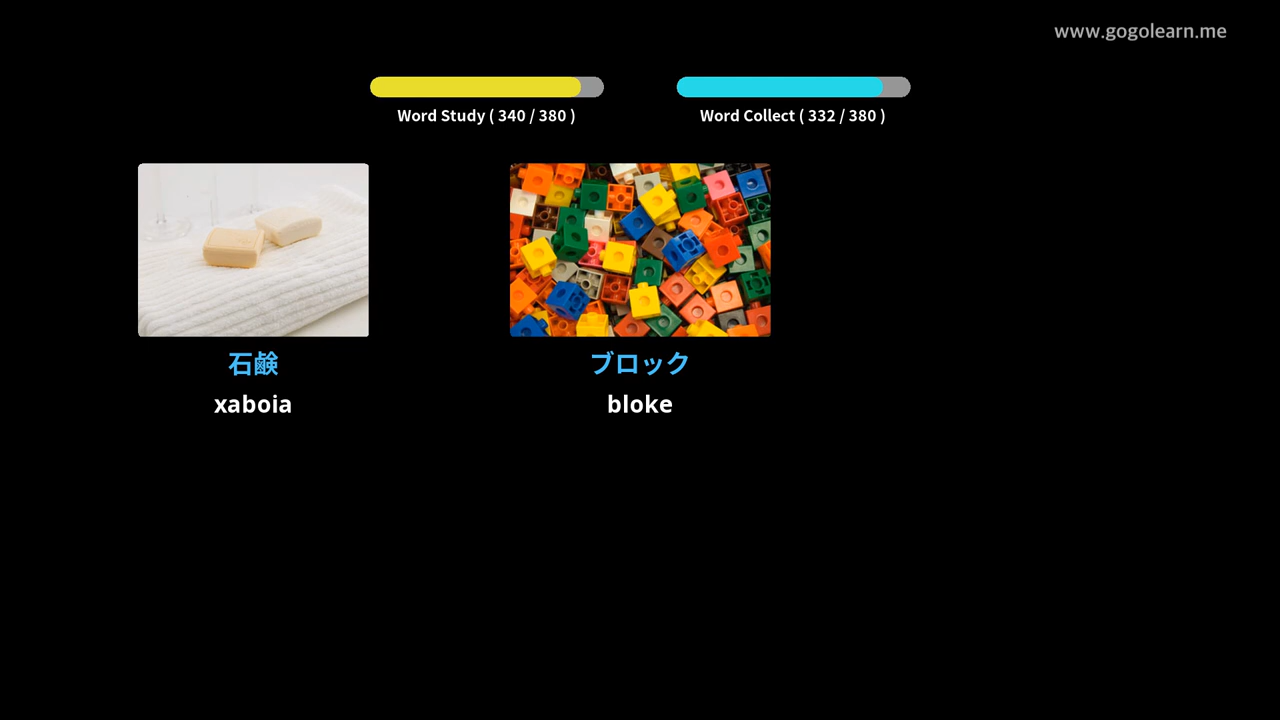 www.gogolearn.me
Word Study ( 340 / 380 )
Word Collect ( 332 / 380 )
石鹸
xaboia
ブロック
bloke